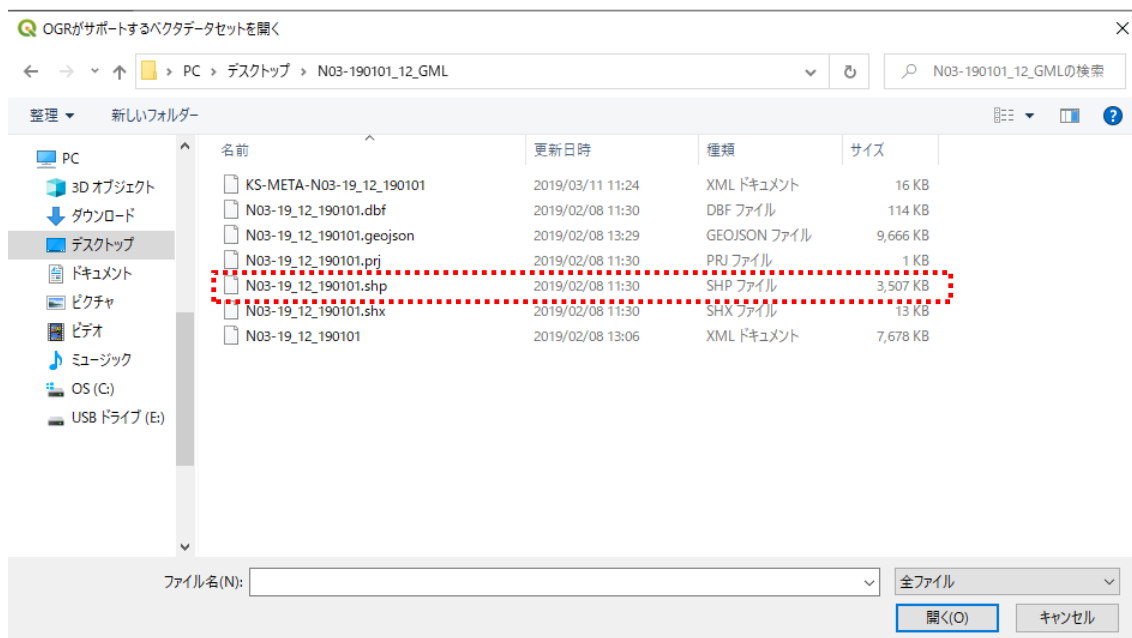 OGRがサポートするベクタデータセットを開く
PC › デスクトップ › N03-190101_12_GML
N03-190101_12_GMLの検索
整理 新しいフォルダー
名前 更新日時 種類 サイズ
PC
3D オブジェクト
ダウンロード
デスクトップ
ドキュメント
ピクチャ
ビデオ
ミュージック
OS (C:)
USB ドライブ (E:)
KS-META-N03-19_12_190101 2019/03/11 11:24 XML ドキュメント 16 KB
N03-19_12_190101.dbf 2019/02/08 11:30 DBF ファイル 114 KB
N03-19_12_190101.geojson 2019/02/08 13:29 GEOJSON ファイル 9,666 KB
N03-19_12_190101.prj 2019/02/08 11:30 PRJ ファイル 1 KB
N03-19_12_190101.shp 2019/02/08 11:30 SHP ファイル 3,507 KB
N03-19_12_190101.shx 2019/02/08 11:30 SHX ファイル 13 KB
N03-19_12_190101 2019/02/08 13:06 XML ドキュメント 7,678 KB
ファイル名(N):
全ファイル
開く(O) キャンセル